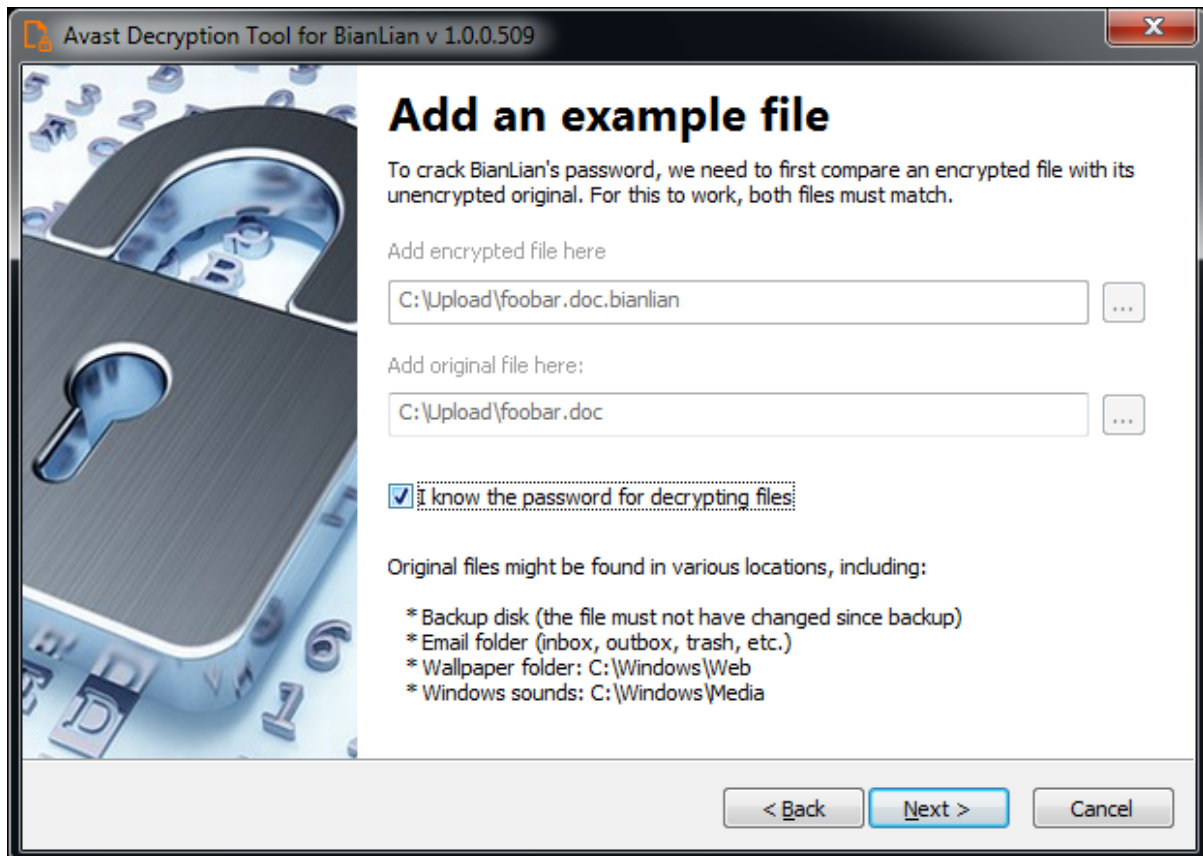 Avast Decryption Tool for BianLian v 1.0.0.509
Add an example file
To crack BianLian's password, we need to first compare an encrypted file with its
unencrypted original. For this to work, both files must match.
Add encrypted file here
C:\Upload\foobar.doc.bianlian
...
Add original file here:
C:\Upload\foobar.doc
...
I know the password for decrypting files
Original files might be found in various locations, including:
* Backup disk (the file must not have changed since backup)
* Email folder (inbox, outbox, trash, etc.)
* Wallpaper folder: C:\Windows\Web
* Windows sounds: C:\Windows\Media
< Back
Next >
Cancel